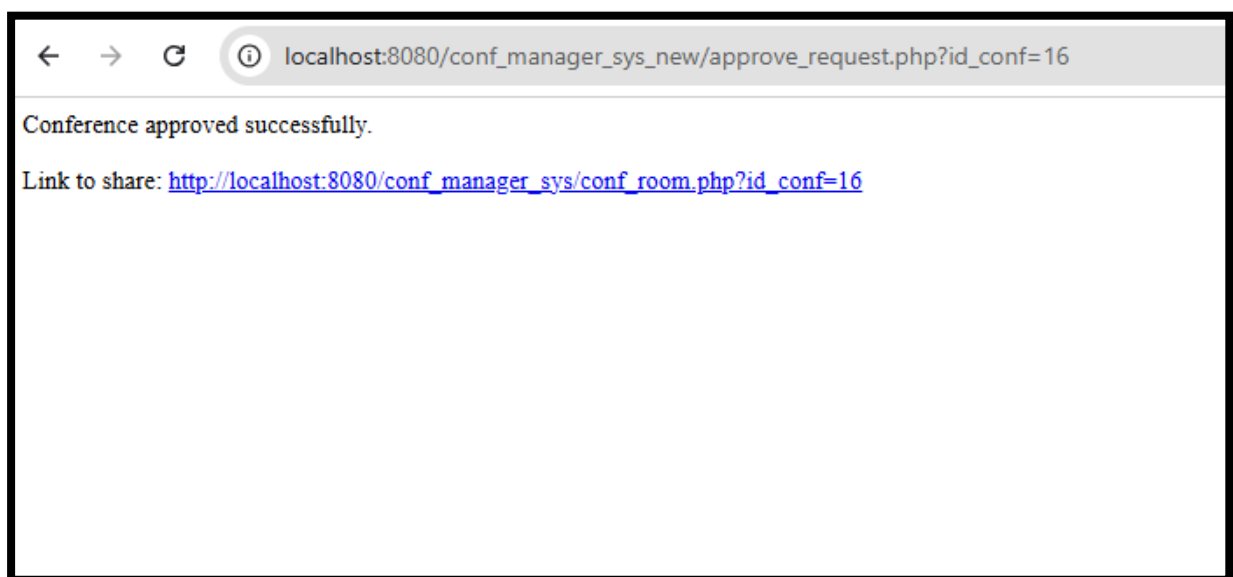 localhost:8080/conf_manager_sys_new/approve_request.php?id_conf=16
Conference approved successfully.
Link to share: http://localhost:8080/conf_manager_sys/conf_room.php?id_conf=16